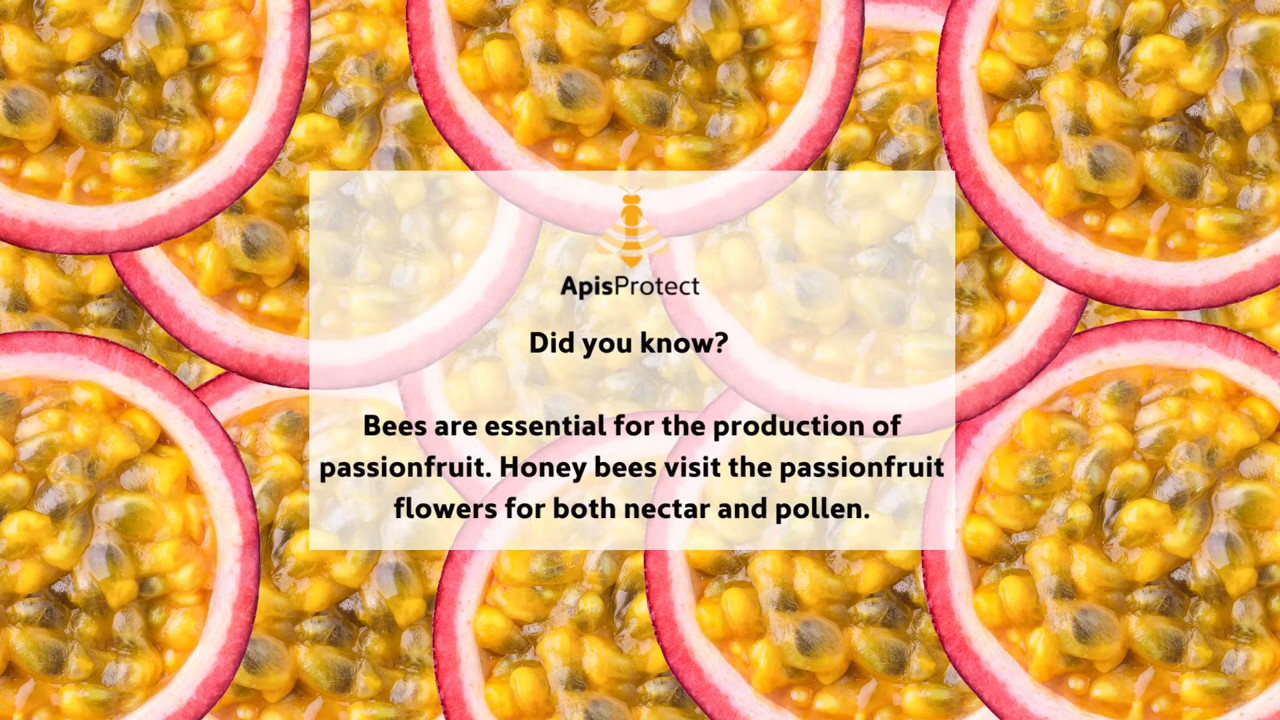 ApisProtect
Did you know?
Bees are essential for the production of
passionfruit. Honey bees visit the passionfruit
flowers for both nectar and pollen.